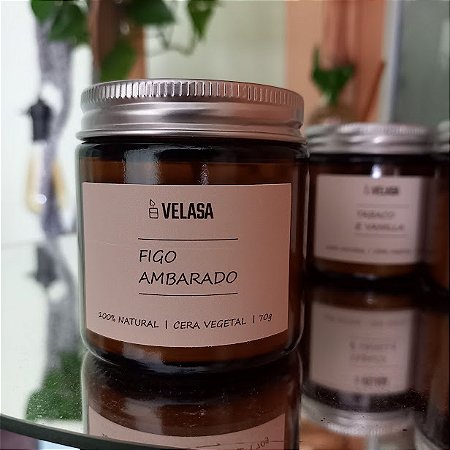 VELASA
FIGO
AMBARADO
100% NATURAL | CERA VEGETAL | 70g
VELASA
TABACO
E VANILLA